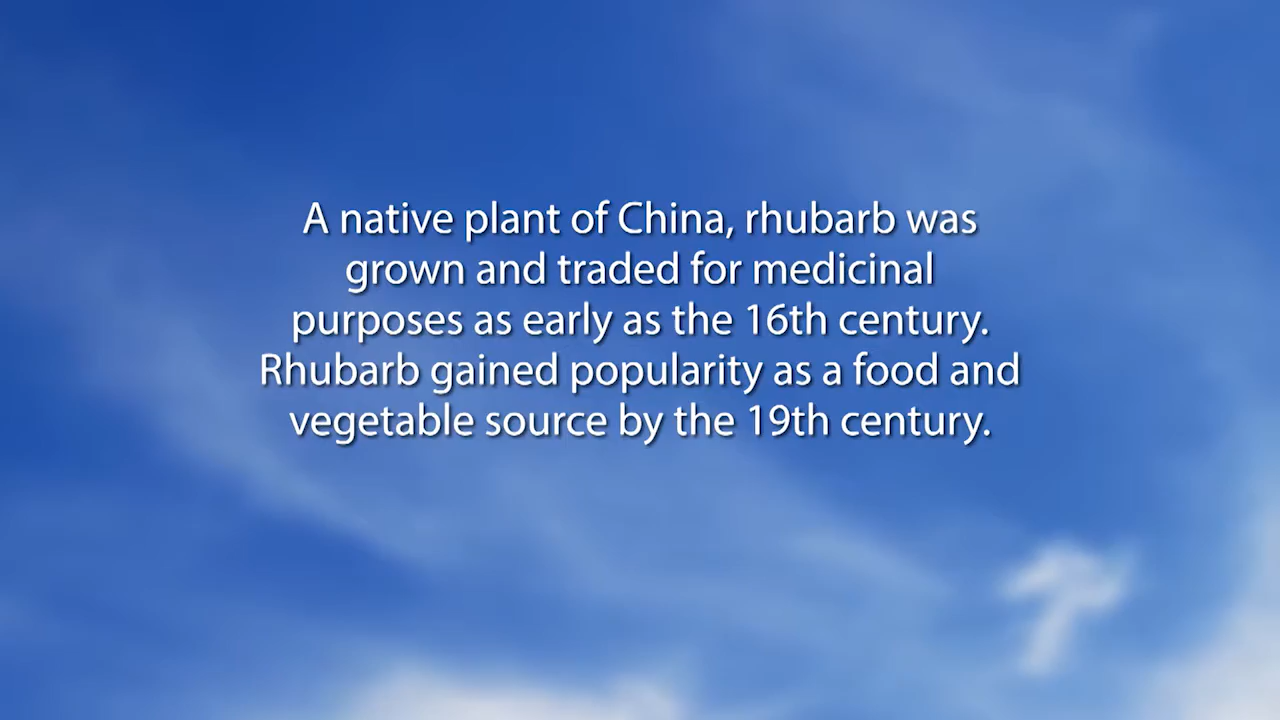 A native plant of China, rhubarb was
grown and traded for medicinal
purposes as early as the 16th century.
Rhubarb gained popularity as a food and
vegetable source by the 19th century.